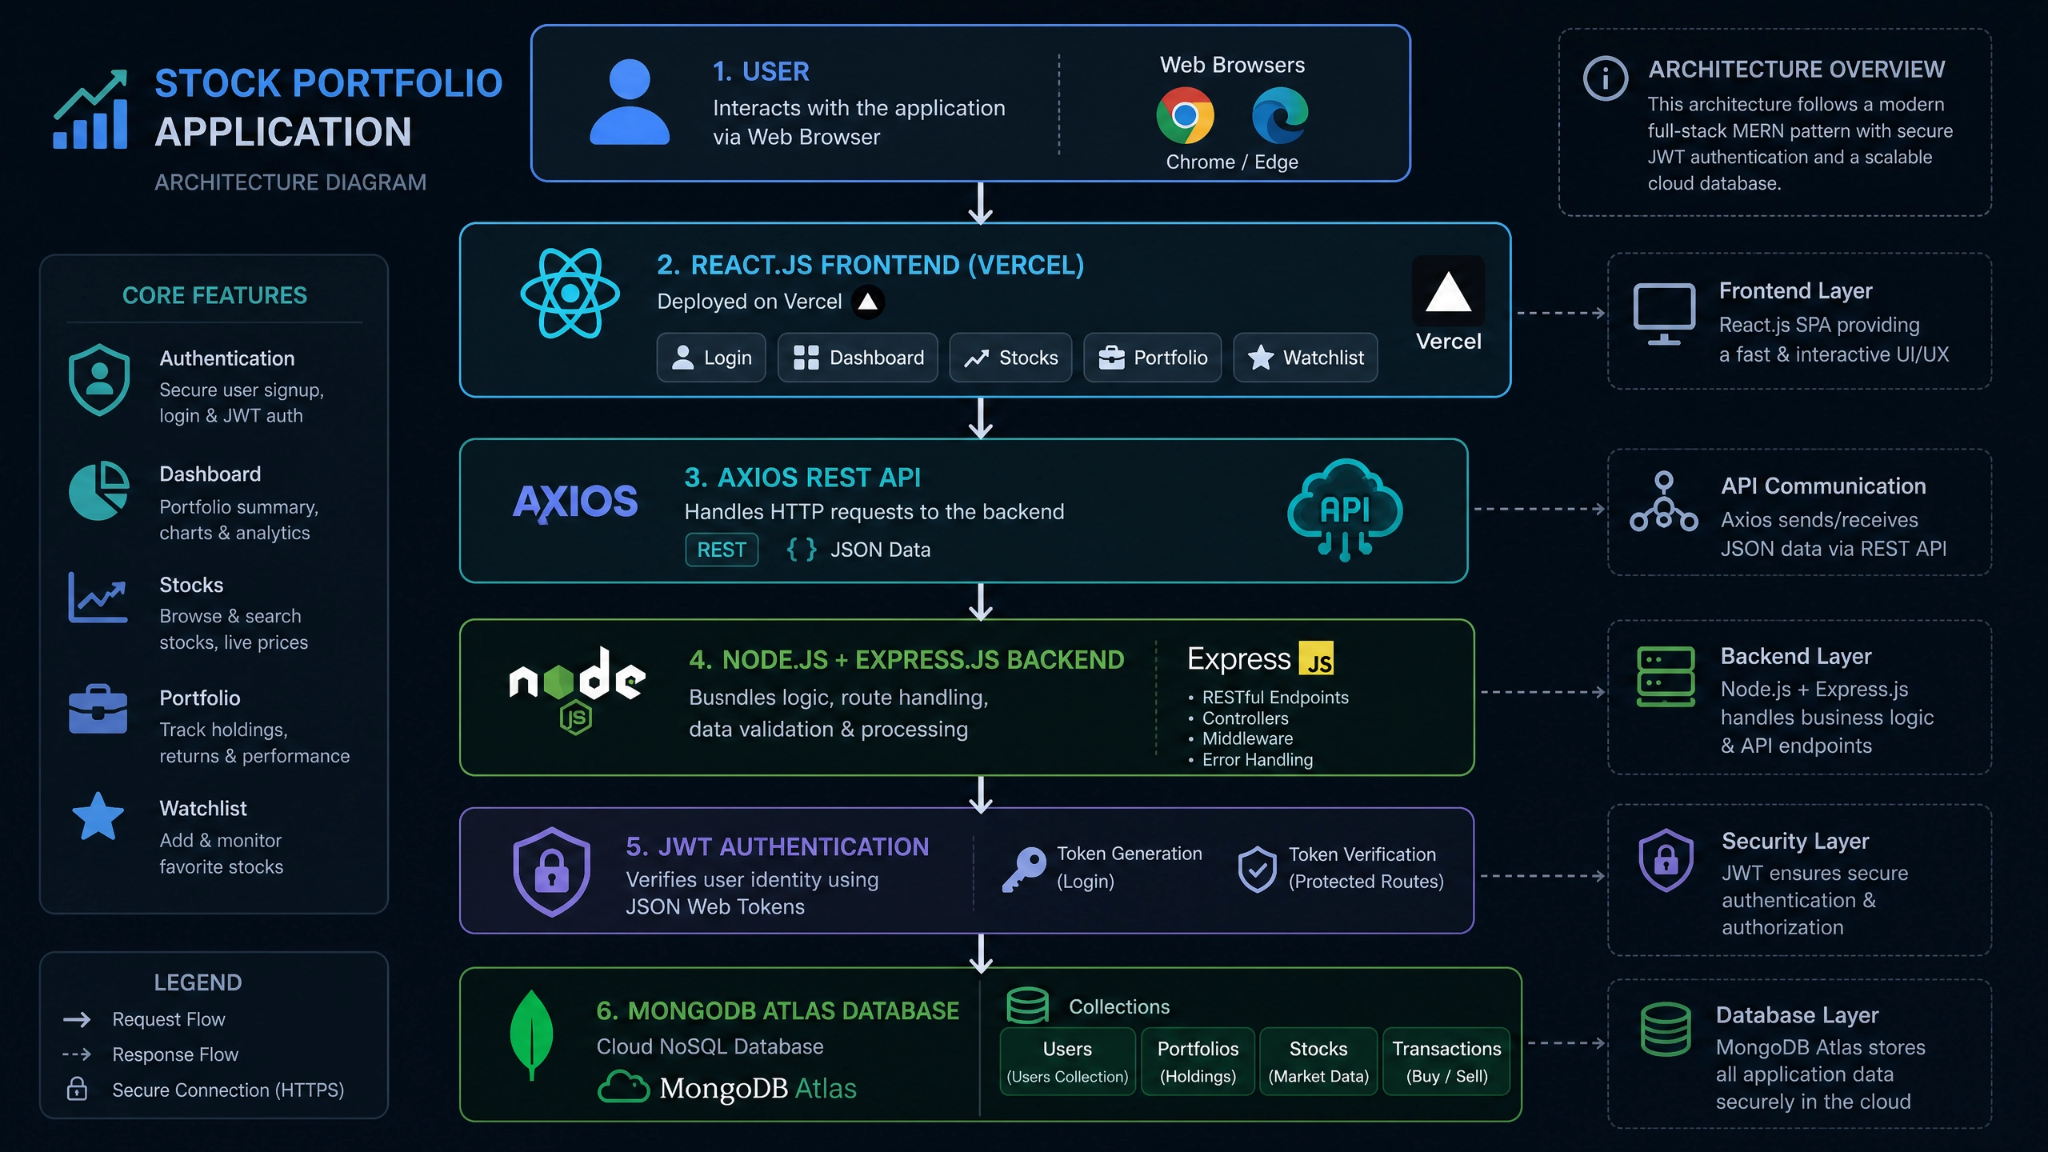 STOCK PORTFOLIO
APPLICATION
ARCHITECTURE DIAGRAM
1. USER
Interacts with the application
via Web Browser
Web Browsers
Chrome / Edge
ARCHITECTURE OVERVIEW
This architecture follows a modern
full-stack MERN pattern with secure
JWT authentication and a scalable
cloud database.
CORE FEATURES
Authentication
Secure user signup,
login & JWT auth
Dashboard
Portfolio summary,
charts & analytics
Stocks
Browse & search
stocks, live prices
Portfolio
Track holdings,
returns & performance
Watchlist
Add & monitor
favorite stocks
LEGEND
Request Flow
Response Flow
Secure Connection (HTTPS)
2. REACT.JS FRONTEND (VERCEL)
Deployed on Vercel
Login
Dashboard
Stocks
Portfolio
Watchlist
Vercel
Frontend Layer
React.js SPA providing
a fast & interactive UI/UX
AXIOS
3. AXIOS REST API
Handles HTTP requests to the backend
REST
{ } JSON Data
API
API Communication
Axios sends/receives
JSON data via REST API
node
JS
4. NODE.JS + EXPRESS.JS BACKEND
Busndles logic, route handling,
data validation & processing
Express JS
• RESTful Endpoints
• Controllers
• Middleware
• Error Handling
Backend Layer
Node.js + Express.js
handles business logic
& API endpoints
5. JWT AUTHENTICATION
Verifies user identity using
JSON Web Tokens
Token Generation
(Login)
Token Verification
(Protected Routes)
Security Layer
JWT ensures secure
authentication &
authorization
6. MONGODB ATLAS DATABASE
Cloud NoSQL Database
MongoDB Atlas
Collections
Users
(Users Collection)
Portfolios
(Holdings)
Stocks
(Market Data)
Transactions
(Buy / Sell)
Database Layer
MongoDB Atlas stores
all application data
securely in the cloud